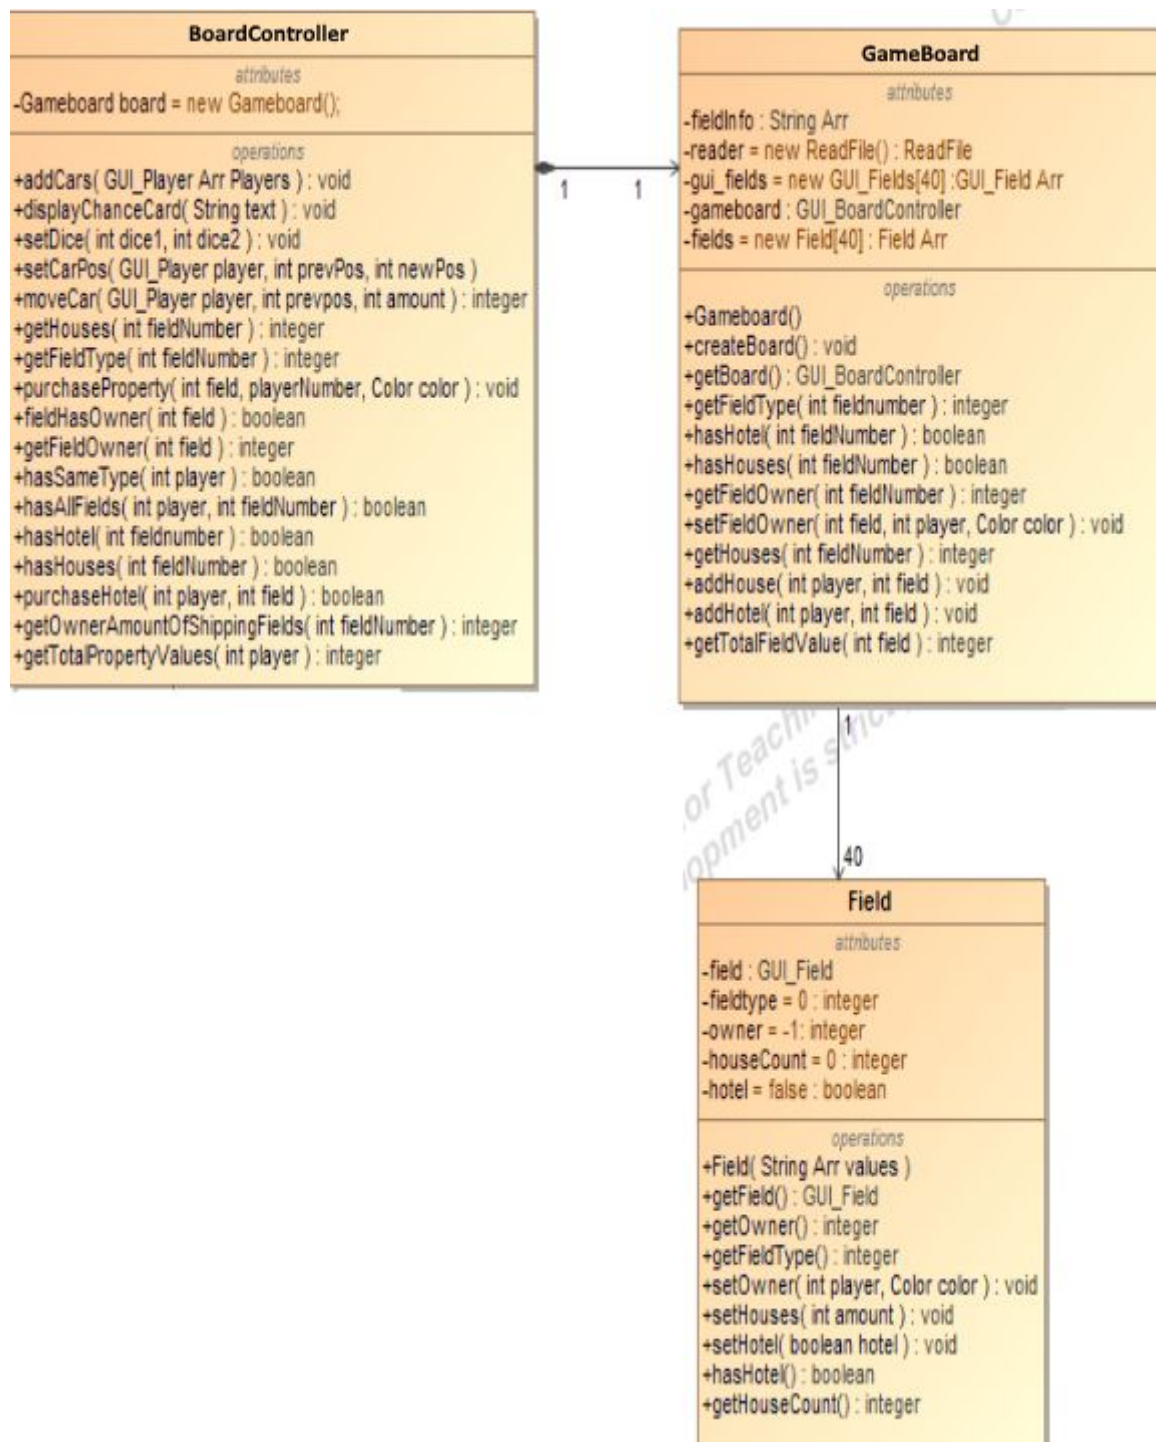 BoardController
attributes
-Gameboard board = new Gameboard();
operations
+addCars( GUI_Player Arr Players ) : void
+displayChanceCard( String text ) : void
+setDice( int dice1, int dice2 ) : void
+setCarPos( GUI_Player player, int prevPos, int newPos )
+moveCar( GUI_Player player, int prevpos, int amount ) : integer
+getHouses( int fieldNumber ) : integer
+getFieldType( int fieldNumber ) : integer
+purchaseProperty( int field, playerNumber, Color color ) : void
+fieldHasOwner( int field ) : boolean
+getFieldOwner( int field ) : integer
+hasSameType( int player ) : boolean
+hasAllFields( int player, int fieldNumber ) : boolean
+hasHotel( int fieldnumber ) : boolean
+hasHouses( int fieldNumber ) : boolean
+purchaseHotel( int player, int field ) : boolean
+getOwnerAmountOfShippingFields( int fieldNumber ) : integer
+getTotalPropertyValues( int player ) : integer
1
1
GameBoard
attributes
-fieldInfo : String Arr
-reader = new ReadFile() : ReadFile
-gui_fields = new GUI_Fields[40] :GUI_Field Arr
-gameboard : GUI_BoardController
-fields = new Field[40] : Field Arr
operations
+Gameboard()
+createBoard() : void
+getBoard() : GUI_BoardController
+getFieldType( int fieldnumber ) : integer
+hasHotel( int fieldNumber ) : boolean
+hasHouses( int fieldNumber ) : boolean
+getFieldOwner( int fieldNumber ) : integer
+setFieldOwner( int field, int player, Color color ) : void
+getHouses( int fieldNumber ) : integer
+addHouse( int player, int field ) : void
+addHotel( int player, int field ) : void
+getTotalFieldValue( int field ) : integer
1
or Teachin
opment is stric
40
Field
attributes
-field : GUI_Field
-fieldtype = 0 : integer
-owner = -1: integer
-houseCount = 0 : integer
-hotel = false : boolean
operations
+Field( String Arr values )
+getField() : GUI_Field
+getOwner() : integer
+getFieldType() : integer
+setOwner( int player, Color color ) : void
+setHouses( int amount ) : void
+setHotel( boolean hotel ) : void
+hasHotel() : boolean
+getHouseCount() : integer